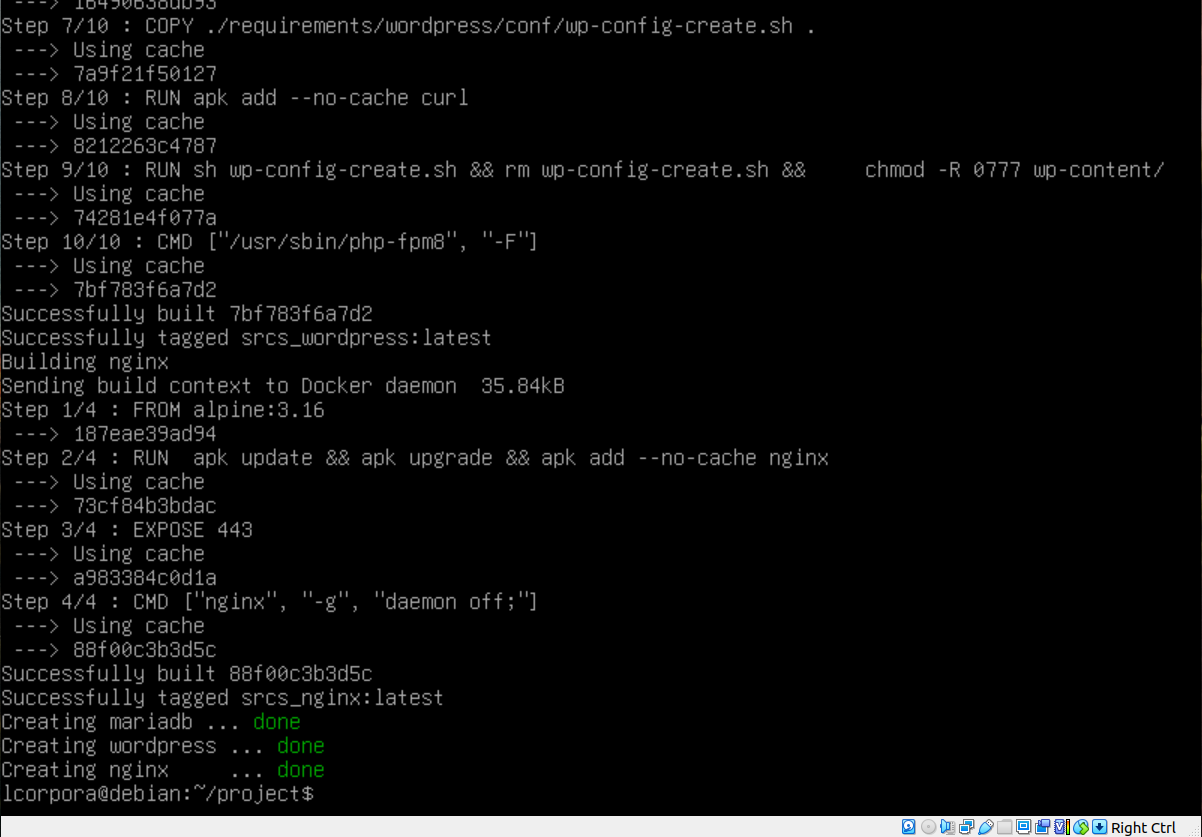 ---> 16490638db93
Step 7/10 : COPY ./requirements/wordpress/conf/wp-config-create.sh .
---> Using cache
---> 7a9f21f50127
Step 8/10 : RUN apk add --no-cache curl
---> Using cache
---> 8212263c4787
Step 9/10 : RUN sh wp-config-create.sh && rm wp-config-create.sh &&     chmod -R 0777 wp-content/
---> Using cache
---> 74281e4f077a
Step 10/10 : CMD ["/usr/sbin/php-fpm8", "-F"]
---> Using cache
---> 7bf783f6a7d2
Successfully built 7bf783f6a7d2
Successfully tagged srcs_wordpress:latest
Building nginx
Sending build context to Docker daemon  35.84kB
Step 1/4 : FROM alpine:3.16
---> 187eae39ad94
Step 2/4 : RUN  apk update && apk upgrade && apk add --no-cache nginx
---> Using cache
---> 73cf84b3bdac
Step 3/4 : EXPOSE 443
---> Using cache
---> a983384c0d1a
Step 4/4 : CMD ["nginx", "-g", "daemon off;"]
---> Using cache
---> 88f00c3b3d5c
Successfully built 88f00c3b3d5c
Successfully tagged srcs_nginx:latest
Creating mariadb ... done
Creating wordpress ... done
Creating nginx     ... done
lcorpora@debian:~/project$
Right Ctrl